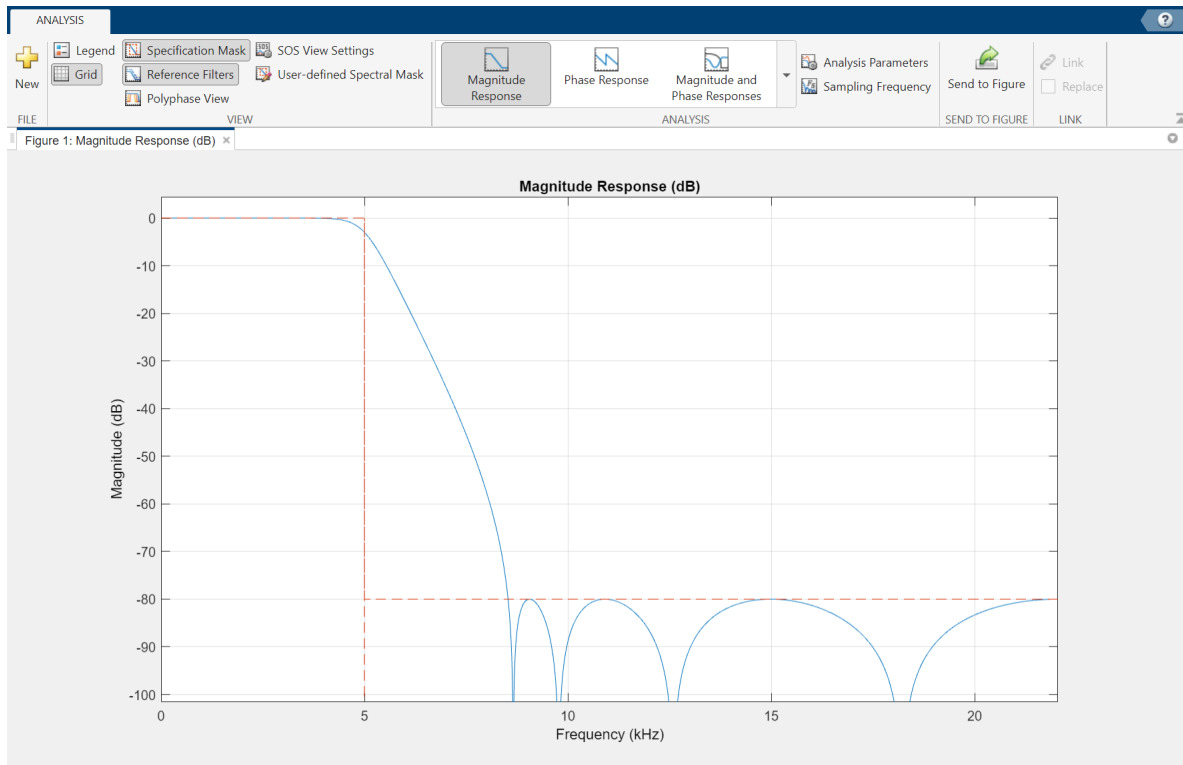 ANALYSIS
?
New
Legend
Grid
Specification Mask
Reference Filters
Polyphase View
SOS View Settings
User-defined Spectral Mask
Magnitude
Response
Phase Response
Magnitude and
Phase Responses
Analysis Parameters
Sampling Frequency
Send to Figure
Link
Replace
FILE
VIEW
ANALYSIS
SEND TO FIGURE
LINK
Figure 1: Magnitude Response (dB) ×
Magnitude Response (dB)
Magnitude (dB)
0
-10
-20
-30
-40
-50
-60
-70
-80
-90
-100
0 5 10 15 20
Frequency (kHz)